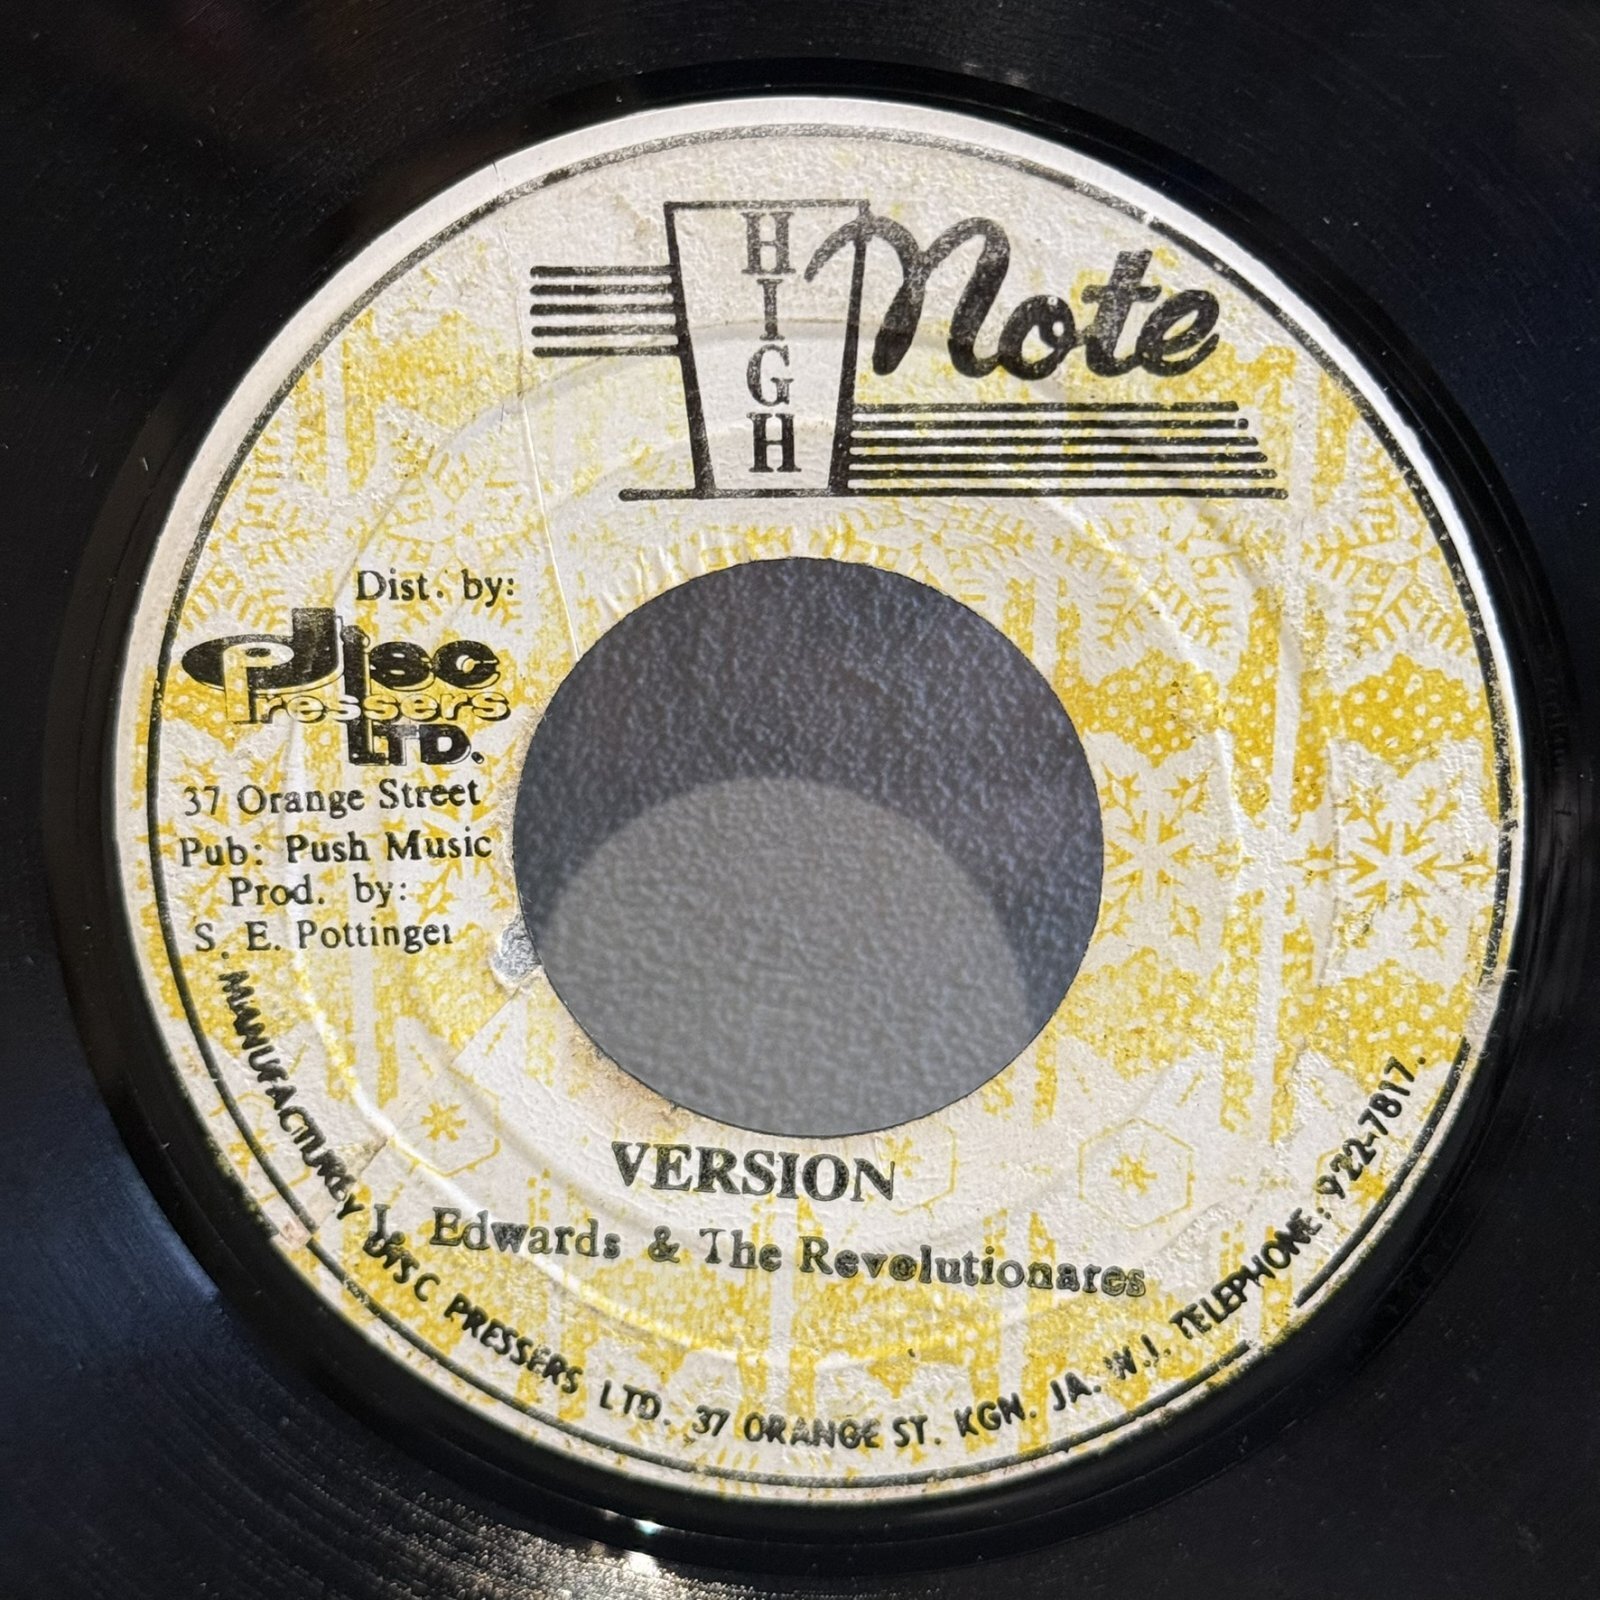 HIGH Note
Dist. by:
Disc
Pressers
LTD.
37 Orange Street
Pub: Push Music
Prod. by:
S. E. Pottinger
VERSION
J. Edwards & The Revolutionares
MANUFACTURE BY DISC PRESSERS LTD. 37 ORANGE ST. KGN. JA. W.I. TELEPHONE: 922-7817.